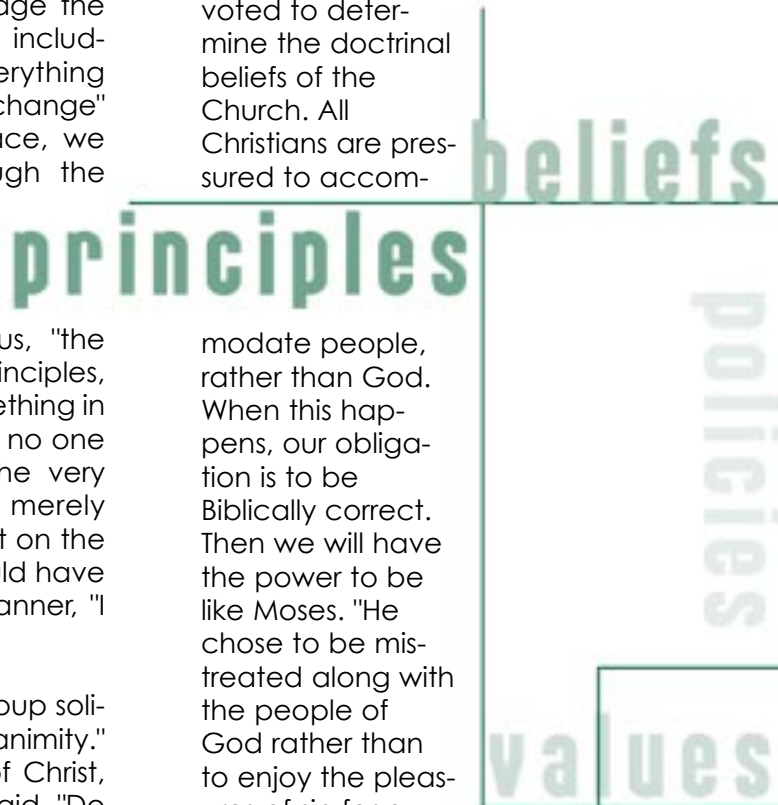 age the
includ-
erything
change"
ace, we
ugh the
us, "the
inciples,
ething in
no one
he very
merely
t on the
ld have
anner, "I
oup soli-
animity."
f Christ,
aid, "Do
voted to deter-
mine the doctrinal
beliefs of the
Church. All
Christians are pres-
sured to accom-
modate people,
rather than God.
When this hap-
pens, our obliga-
tion is to be
Biblically correct.
Then we will have
the power to be
like Moses. "He
chose to be mis-
treated along with
the people of
God rather than
to enjoy the pleas-
beliefs
principles
policies
values